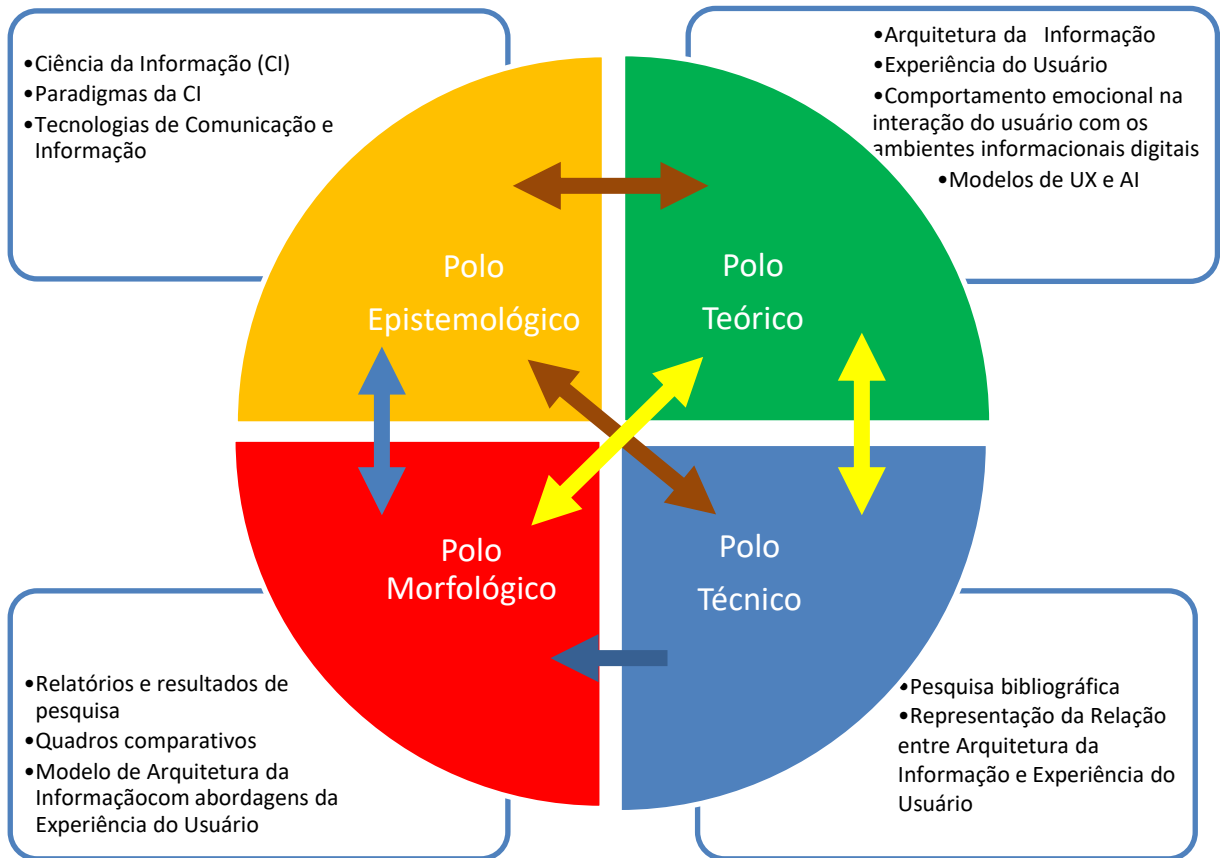 •Ciência da Informação (CI)
•Paradigmas da CI
•Tecnologias de Comunicação e
Informação
•Arquitetura da Informação
•Experiência do Usuário
•Comportamento emocional na
interação do usuário com os
ambientes informacionais digitais
•Modelos de UX e AI
Polo
Epistemológico
Polo
Teórico
Polo
Morfológico
Polo
Técnico
•Relatórios e resultados de
pesquisa
•Quadros comparativos
•Modelo de Arquitetura da
Informaçãocom abordagens da
Experiência do Usuário
•Pesquisa bibliográfica
•Representação da Relação
entre Arquitetura da
Informação e Experiência do
Usuário